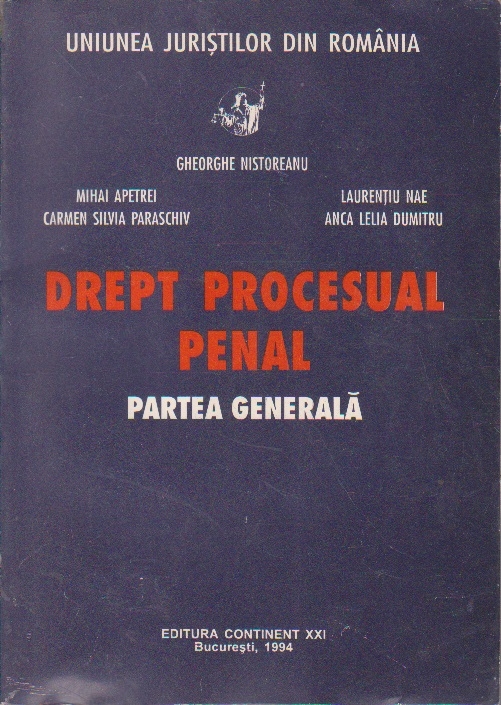 UNIUNEA JURIȘTILOR DIN ROMÂNIA
GHEORGHE NISTOREANU
MIHAI APETREI
CARMEN SILVIA PARASCHIV
LAURENȚIU NAE
ANCA LELIA DUMITRU
DREPT PROCESUAL
PENAL
PARTEA GENERALĂ
EDITURA CONTINENT XXI
București, 1994